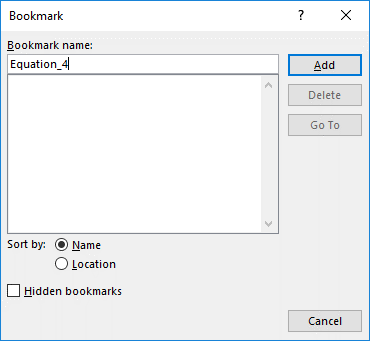 Bookmark
?
Bookmark name:
Equation_4
Add
Delete
Go To
Sort by:
Name
Location
Hidden bookmarks
Cancel